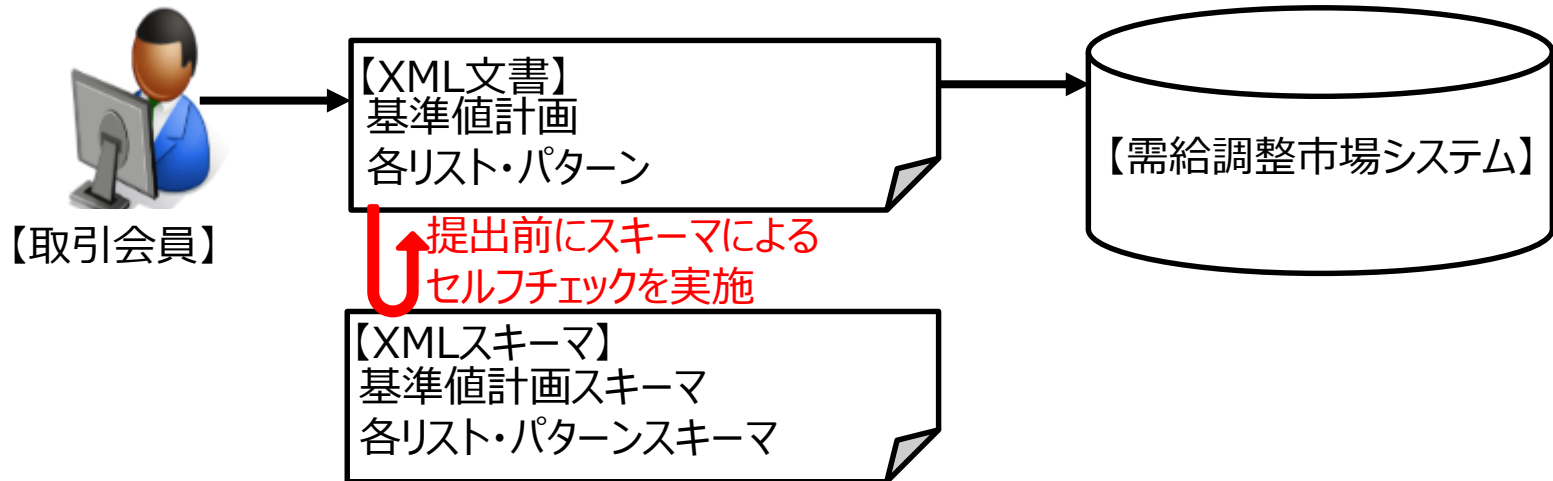 【XML文書】
基準値計画
各リスト・パターン
【需給調整市場システム】
【取引会員】
提出前にスキーマによる
セルフチェックを実施
【XMLスキーマ】
基準値計画スキーマ
各リスト・パターンスキーマ